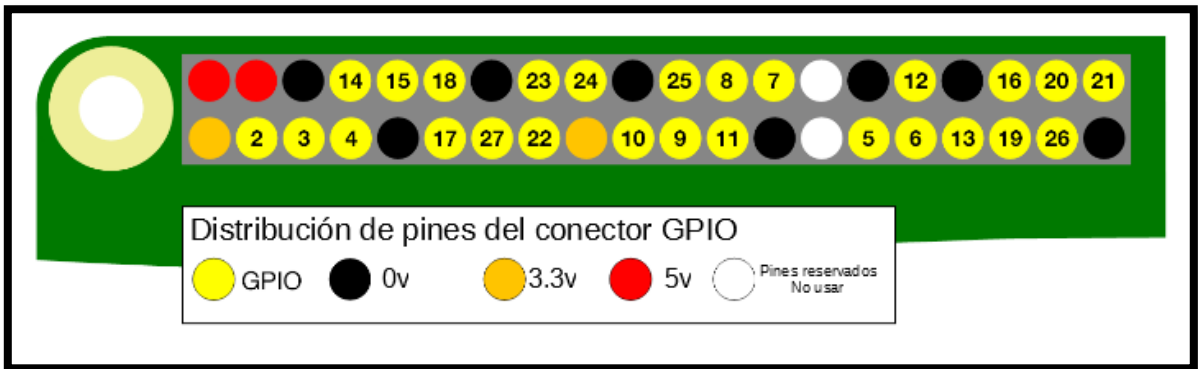 14 15 18 23 24 25 8 7 12 16 20 21
2 3 4 17 27 22 10 9 11 5 6 13 19 26
Distribución de pines del conector GPIO
GPIO 0v 3.3v 5v Pines reservados
No usar